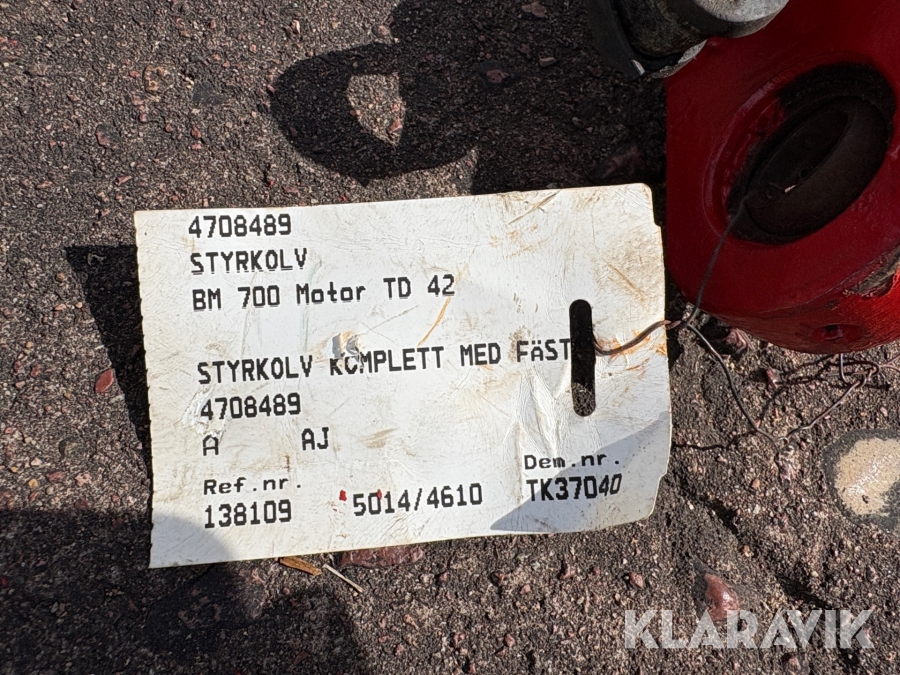 4708489
STYRKOLV
BM 700 Motor TD 42
STYRKOLV KOMPLETT MED FÄST
4708489
A AJ
Ref.nr. Dem.nr.
138109 5014/4610 TK37040
KLARAVIK